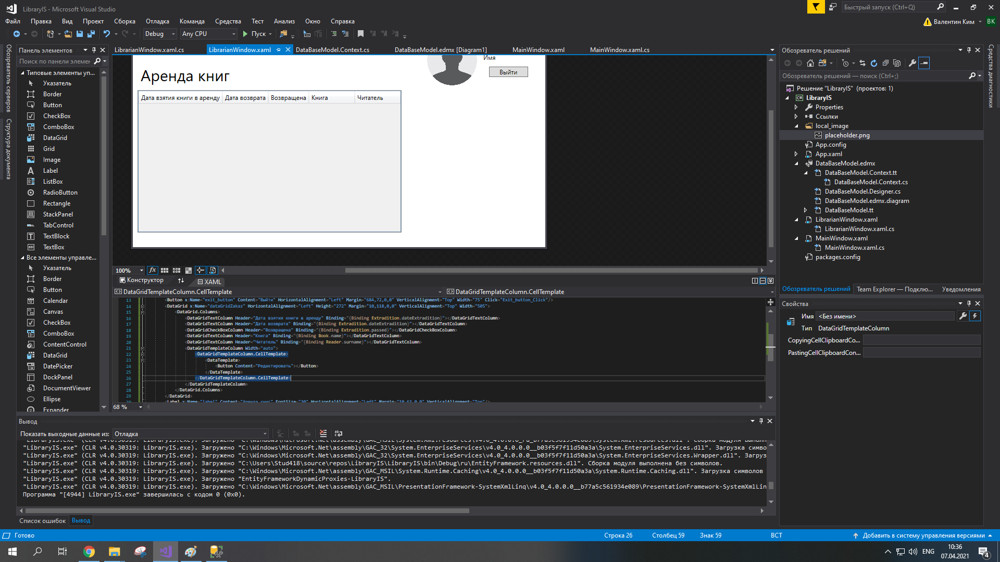 LibraryIS - Microsoft Visual Studio
Быстрый запуск (Ctrl+Q)
Файл Правка Вид Проект Сборка Отладка Команда Средства Тест Анализ Окно Справка
Валентин Ким ВК
Debug Any CPU Пуск
Обозреватель серверов
Структура документа
Панель элементов
Поиск по панели элемен
Типовые элементы уп...
Указатель
Border
Button
CheckBox
ComboBox
DataGrid
Grid
Image
Label
ListBox
RadioButton
Rectangle
StackPanel
TabControl
TextBlock
TextBox
Все элементы управле...
Указатель
Border
Button
Calendar
Canvas
CheckBox
ComboBox
ContentControl
DataGrid
DatePicker
DockPanel
DocumentViewer
Ellipse
Expander
LibrarianWindow.xaml.cs LibrarianWindow.xaml DataBaseModel.Context.cs DataBaseModel.edmx [Diagram1] MainWindow.xaml MainWindow.xaml.cs
Имя
Выйти
Аренда книг
Дата взятия книги в аренду Дата возврата Возвращена Книга Читатель
100%
Конструктор XAML
DataGridTemplateColumn.CellTemplate DataGridTemplateColumn.CellTemplate
13 <Button x:Name="exit_button" Content="Выйти" HorizontalAlignment="Left" Margin="684,72,0,0" VerticalAlignment="Top" Width="75" Click="Exit_button_Click"/>
14 <DataGrid x:Name="dataGridZakaz" HorizontalAlignment="Left" Height="272" Margin="10,118,0,0" VerticalAlignment="Top" Width="505">
15 <DataGrid.Columns>
16 <DataGridTextColumn Header="Дата взятия книги в аренду" Binding="{Binding Extradition.dateExtradition}"></DataGridTextColumn>
17 <DataGridTextColumn Header="Дата возврата" Binding="{Binding Extradition.dateExtradition}"></DataGridTextColumn>
18 <DataGridCheckBoxColumn Header="Возвращена" Binding="{Binding Extradition.passed}"></DataGridCheckBoxColumn>
19 <DataGridTextColumn Header="Книга" Binding="{Binding Book.name}"></DataGridTextColumn>
20 <DataGridTextColumn Header="Читатель" Binding="{Binding Reader.surname}"></DataGridTextColumn>
21 <DataGridTemplateColumn Width="auto">
22 <DataGridTemplateColumn.CellTemplate>
23 <DataTemplate>
24 <Button Content="Редактировать"></Button>
25 </DataTemplate>
26 </DataGridTemplateColumn.CellTemplate>
27 </DataGridTemplateColumn>
28 </DataGrid.Columns>
29 </DataGrid>
<Label x:Name="label" Content="Аренда книг" FontSize="30" HorizontalAlignment="Left" Margin="10,63,0,0" VerticalAlignment="Top"/>
68 %
Вывод
Показать выходные данные из: Отладка
"LibraryIS.exe" (CLR v4.0.30319: LibraryIS.exe). Загружено "C:\Windows\Microsoft.Net\assembly\GAC_32\System.EnterpriseServices\v4.0_4.0.0.0__b03f5f7f11d50a3a\System.EnterpriseServices.dll". Загрузка симво
"LibraryIS.exe" (CLR v4.0.30319: LibraryIS.exe). Загружено "C:\Windows\Microsoft.Net\assembly\GAC_32\System.EnterpriseServices\v4.0_4.0.0.0__b03f5f7f11d50a3a\System.EnterpriseServices.Wrapper.dll". Загруз
"LibraryIS.exe" (CLR v4.0.30319: LibraryIS.exe). Загружено "C:\Users\Stud418\source\repos\LibraryIS\LibraryIS\bin\Debug\ru\EntityFramework.resources.dll". Сборка модуля выполнена без символов.
"LibraryIS.exe" (CLR v4.0.30319: LibraryIS.exe). Загружено "C:\Windows\Microsoft.Net\assembly\GAC_MSIL\System.Runtime.Caching\v4.0_4.0.0.0__b03f5f7f11d50a3a\System.Runtime.Caching.dll". Загрузка символов
"LibraryIS.exe" (CLR v4.0.30319: LibraryIS.exe). Загружено "EntityFrameworkDynamicProxies-LibraryIS".
"LibraryIS.exe" (CLR v4.0.30319: LibraryIS.exe). Загружено "C:\Windows\Microsoft.Net\assembly\GAC_MSIL\PresentationFramework-SystemXmlLinq\v4.0_4.0.0.0__b77a5c561934e089\PresentationFramework-SystemXmlLin
Программа "[4944] LibraryIS.exe" завершилась с кодом 0 (0x0).
Список ошибок Вывод
Обозреватель решений
Обозреватель решений — поиск (Ctrl+;)
Решение "LibraryIS" (проектов: 1)
LibraryIS
Properties
Ссылки
local_image
placeholder.png
App.config
App.xaml
DataBaseModel.edmx
DataBaseModel.Context.tt
DataBaseModel.Context.cs
DataBaseModel.Designer.cs
DataBaseModel.edmx.diagram
DataBaseModel.tt
LibrarianWindow.xaml
LibrarianWindow.xaml.cs
MainWindow.xaml
MainWindow.xaml.cs
packages.config
Обозреватель решений Team Explorer — Подклю... Уведомления
Свойства
Имя <Без имени>
Тип DataGridTemplateColumn
CopyingCellClipboardCo...
PastingCellClipboardCon...
Средства диагностики
Готово Строка 26 Столбец 59 Знак 59 ВСТ Добавить в систему управления версиями
ENG 10:36
07.04.2021
4